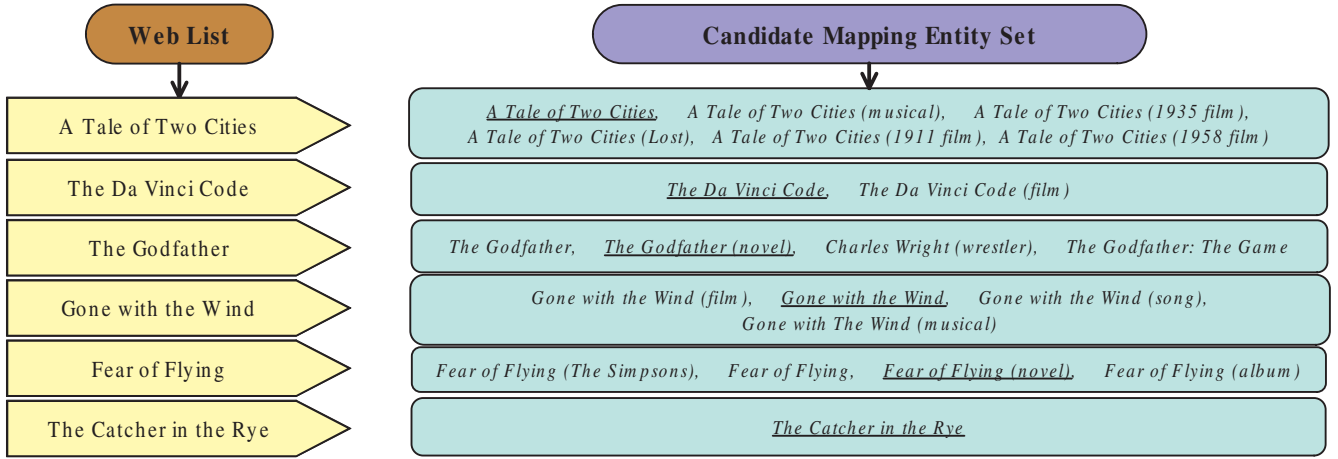 Web List
Candidate Mapping Entity Set
A Tale of Two Cities
A Tale of Two Cities, A Tale of Two Cities (musical), A Tale of Two Cities (1935 film),
A Tale of Two Cities (Lost), A Tale of Two Cities (1911 film), A Tale of Two Cities (1958 film)
The Da Vinci Code
The Da Vinci Code, The Da Vinci Code (film)
The Godfather
The Godfather, The Godfather (novel), Charles Wright (wrestler), The Godfather: The Game
Gone with the Wind
Gone with the Wind (film), Gone with the Wind, Gone with the Wind (song),
Gone with The Wind (musical)
Fear of Flying
Fear of Flying (The Simpsons), Fear of Flying, Fear of Flying (novel), Fear of Flying (album)
The Catcher in the Rye
The Catcher in the Rye